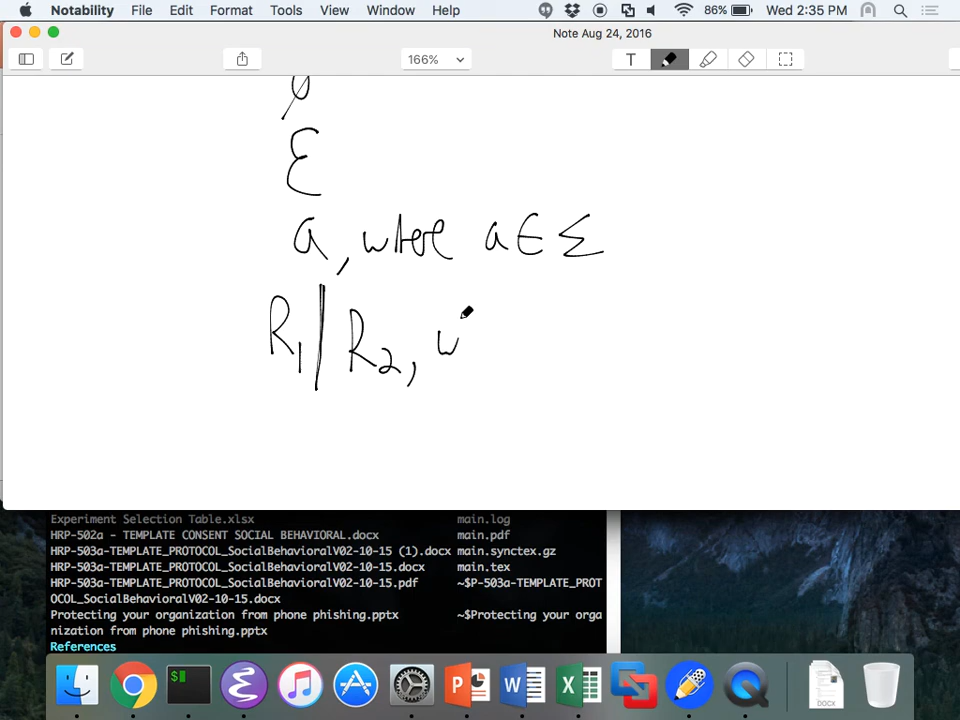 Notability File Edit Format Tools View Window Help 86% Wed 2:35 PM
Note Aug 24, 2016
166% T
∅
ε
a, where a ∈ Σ
R₁ | R₂, w
Experiment Selection Table.xlsx main.log
HRP-502a - TEMPLATE CONSENT SOCIAL BEHAVIORAL.docx main.pdf
HRP-503a-TEMPLATE_PROTOCOL_SocialBehavioralV02-10-15 (1).docx main.synctex.gz
HRP-503a-TEMPLATE_PROTOCOL_SocialBehavioralV02-10-15.docx main.tex
HRP-503a-TEMPLATE_PROTOCOL_SocialBehavioralV02-10-15.pdf ~$P-503a-TEMPLATE_PROT
OCOL_SocialBehavioralV02-10-15.docx
Protecting your organization from phone phishing.pptx ~$Protecting your orga
nization from phone phishing.pptx
References
$ P W X DOCX